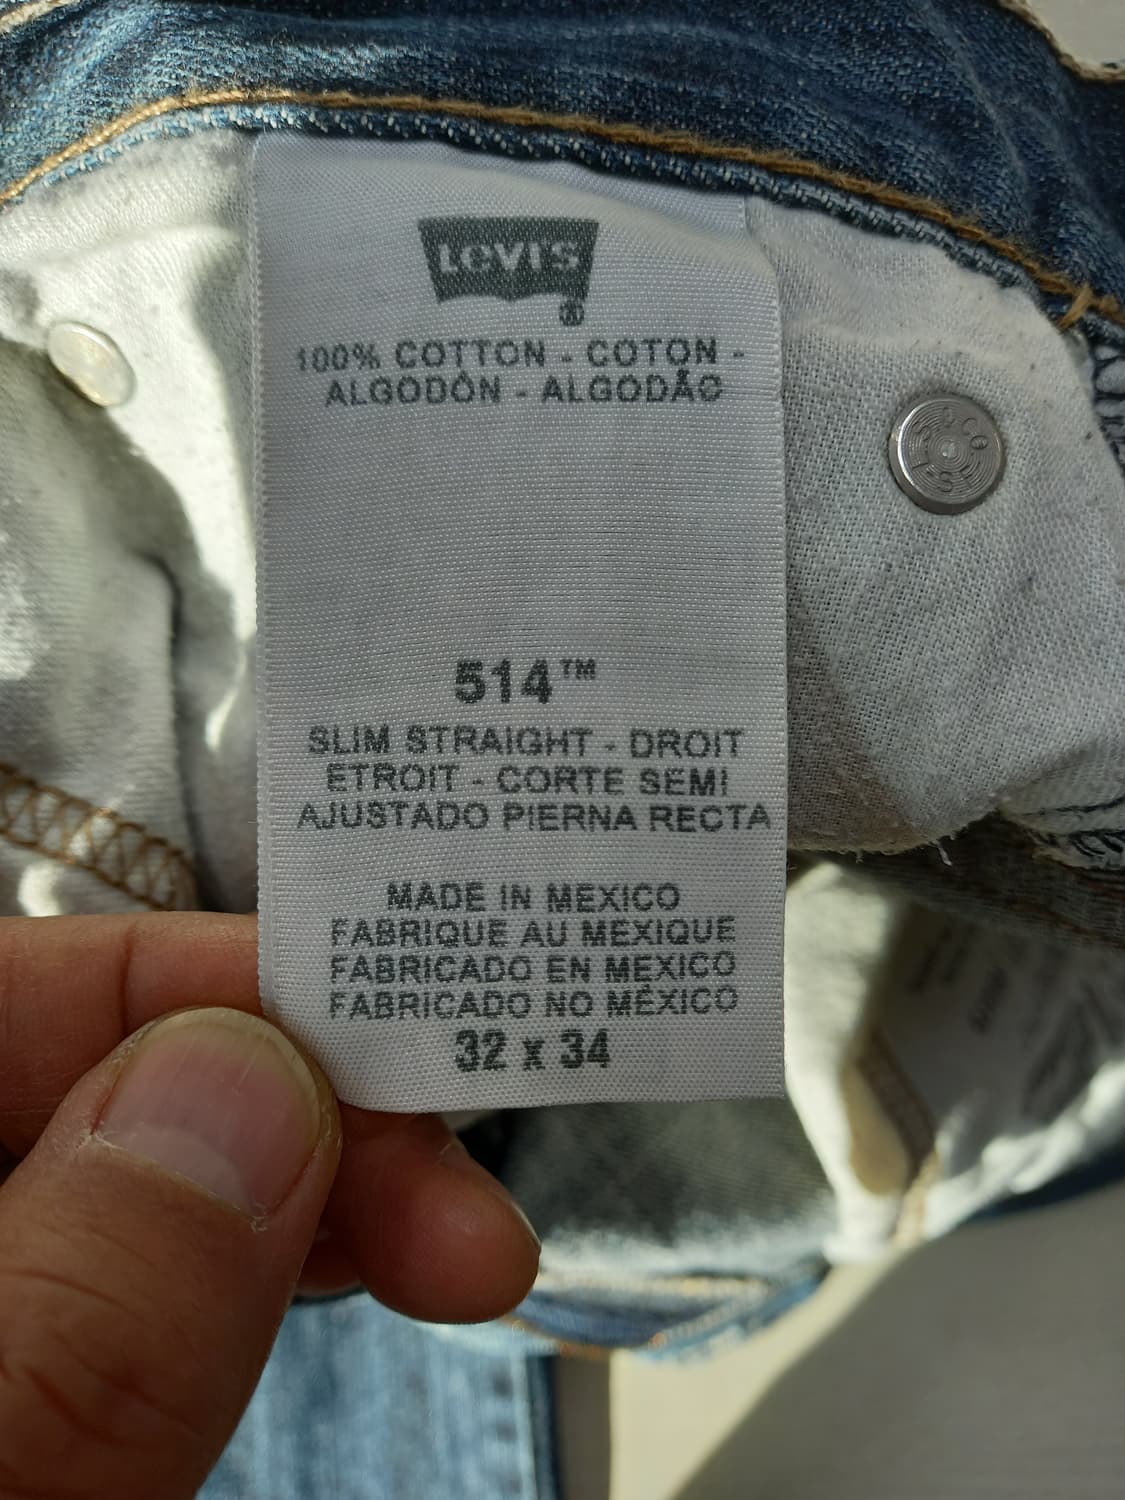 Levi's
®
100% COTTON - COTON -
ALGODÓN - ALGODÃO
514™
SLIM STRAIGHT - DROIT
ETROIT - CORTE SEMI
AJUSTADO PIERNA RECTA
MADE IN MEXICO
FABRIQUE AU MEXIQUE
FABRICADO EN MEXICO
FABRICADO NO MÉXICO
32 x 34